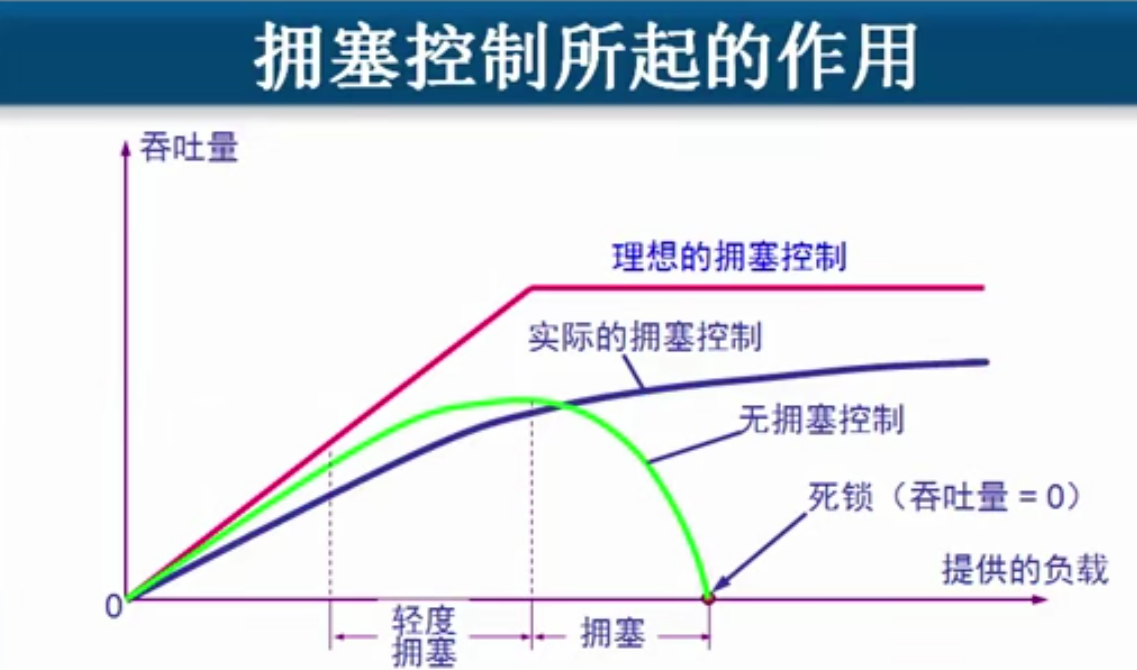 拥塞控制所起的作用
吞吐量
理想的拥塞控制
实际的拥塞控制
无拥塞控制
死锁（吞吐量 = 0）
提供的负载
0
轻度
拥塞
拥塞